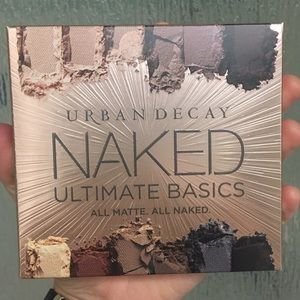 URBAN DECAY
NAKED
ULTIMATE BASICS
ALL MATTE. ALL NAKED.